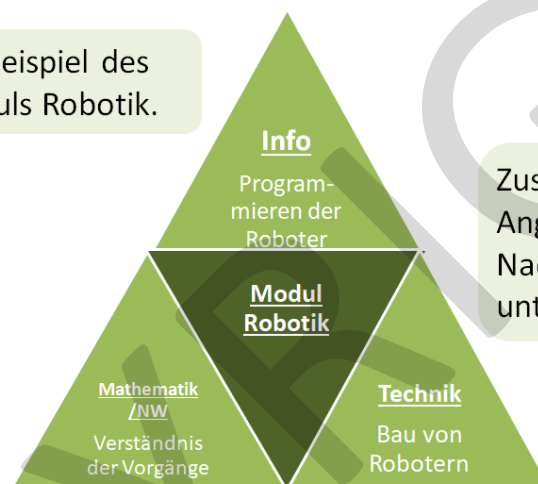 eispiel des
uls Robotik.
Info
Program-
mieren der
Roboter
Zus
Ang
Nac
unt
Modul
Robotik
Mathematik
/NW
Verständnis
der Vorgänge
Technik
Bau von
Robotern